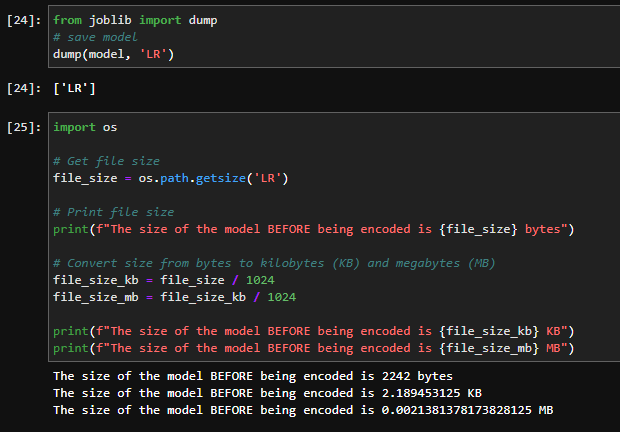 [24]: from joblib import dump
# save model
dump(model, 'LR')
[24]: ['LR']
[25]: import os
# Get file size
file_size = os.path.getsize('LR')
# Print file size
print(f"The size of the model BEFORE being encoded is {file_size} bytes")
# Convert size from bytes to kilobytes (KB) and megabytes (MB)
file_size_kb = file_size / 1024
file_size_mb = file_size_kb / 1024
print(f"The size of the model BEFORE being encoded is {file_size_kb} KB")
print(f"The size of the model BEFORE being encoded is {file_size_mb} MB")
The size of the model BEFORE being encoded is 2242 bytes
The size of the model BEFORE being encoded is 2.189453125 KB
The size of the model BEFORE being encoded is 0.0021381378173828125 MB